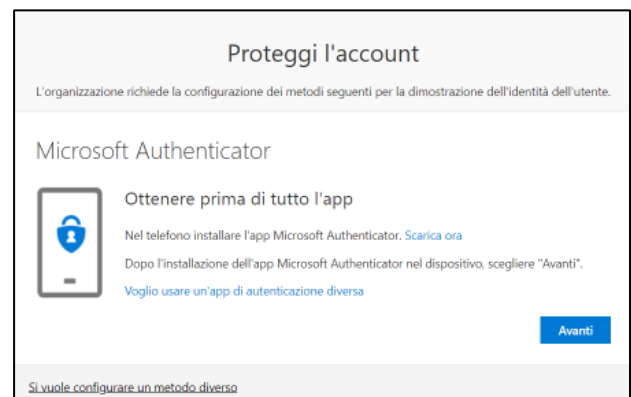 Proteggi l'account
L'organizzazione richiede la configurazione dei metodi seguenti per la dimostrazione dell'identità dell'utente.
Microsoft Authenticator
Ottenere prima di tutto l'app
Nel telefono installare l'app Microsoft Authenticator. Scarica ora
Dopo l'installazione dell'app Microsoft Authenticator nel dispositivo, scegliere "Avanti".
Voglio usare un'app di autenticazione diversa
Avanti
Si vuole configurare un metodo diverso